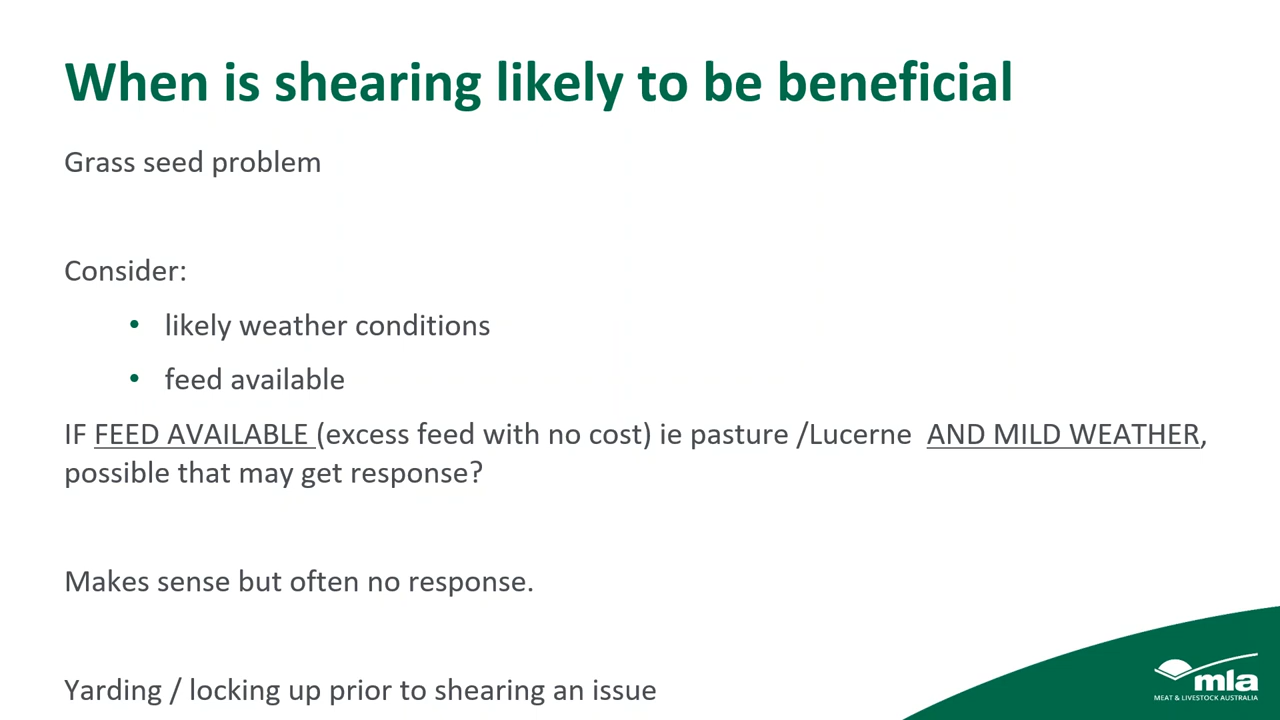 When is shearing likely to be beneficial
Grass seed problem
Consider:
• likely weather conditions
• feed available
IF FEED AVAILABLE (excess feed with no cost) ie pasture /Lucerne AND MILD WEATHER,
possible that may get response?
Makes sense but often no response.
Yarding / locking up prior to shearing an issue
mla
MEAT & LIVESTOCK AUSTRALIA